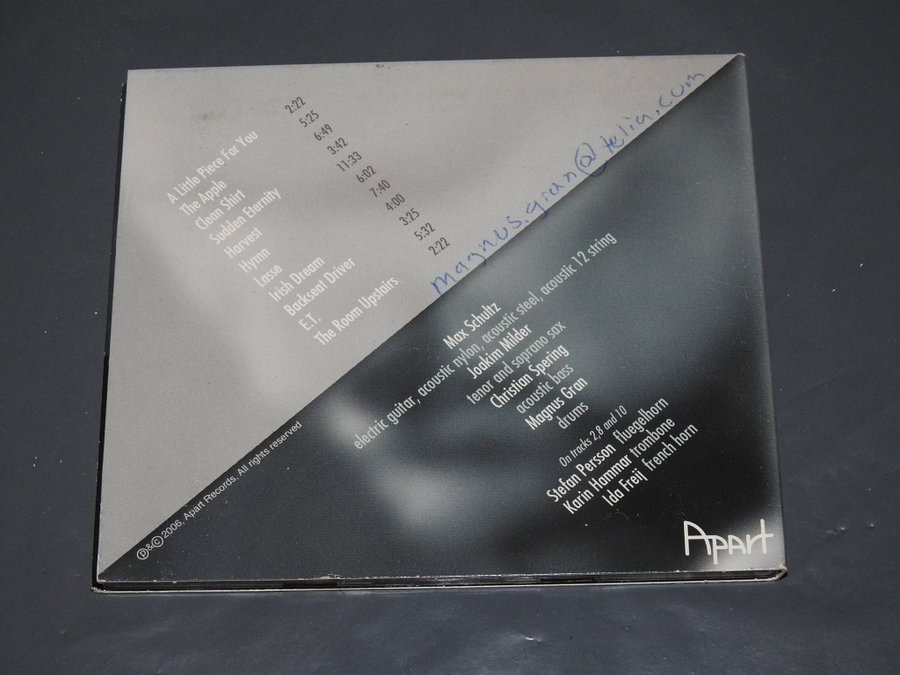 A Little Piece For You 2:22
The Apple 5:25
Clean Shirt 6:49
Sudden Eternity 3:42
Harvest 11:33
Hymn 6:02
Lasse 7:40
Irish Dream 4:00
Backseat Driver 3:25
E.T. 5:32
The Room Upstairs 2:22
magnus.gran@telia.com
Max Schultz
electric guitar, acoustic nylon, acoustic steel, acoustic 12 string
Joakim Milder
tenor and soprano sax
Christian Spering
acoustic bass
Magnus Gran
drums
On tracks 2,8 and 10
Stefan Persson fluegelhorn
Karin Hammar trombone
Ida Freij french horn
℗&© 2006, Apart Records. All rights reserved
Apart